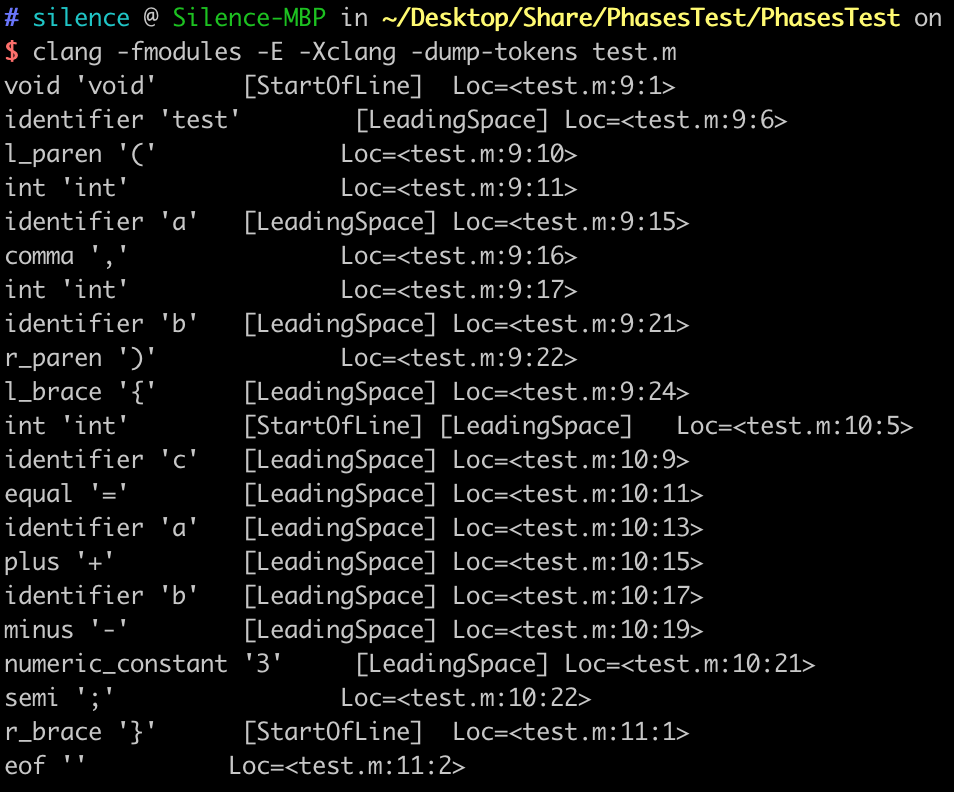 # silence @ Silence-MBP in ~/Desktop/Share/PhasesTest/PhasesTest on
$ clang -fmodules -E -Xclang -dump-tokens test.m
void 'void'      [StartOfLine]  Loc=<test.m:9:1>
identifier 'test'        [LeadingSpace] Loc=<test.m:9:6>
l_paren '('             Loc=<test.m:9:10>
int 'int'               Loc=<test.m:9:11>
identifier 'a'   [LeadingSpace] Loc=<test.m:9:15>
comma ','               Loc=<test.m:9:16>
int 'int'               Loc=<test.m:9:17>
identifier 'b'   [LeadingSpace] Loc=<test.m:9:21>
r_paren ')'             Loc=<test.m:9:22>
l_brace '{'      [LeadingSpace] Loc=<test.m:9:24>
int 'int'        [StartOfLine] [LeadingSpace]   Loc=<test.m:10:5>
identifier 'c'   [LeadingSpace] Loc=<test.m:10:9>
equal '='        [LeadingSpace] Loc=<test.m:10:11>
identifier 'a'   [LeadingSpace] Loc=<test.m:10:13>
plus '+'         [LeadingSpace] Loc=<test.m:10:15>
identifier 'b'   [LeadingSpace] Loc=<test.m:10:17>
minus '-'        [LeadingSpace] Loc=<test.m:10:19>
numeric_constant '3'     [LeadingSpace] Loc=<test.m:10:21>
semi ';'                Loc=<test.m:10:22>
r_brace '}'      [StartOfLine]  Loc=<test.m:11:1>
eof ''          Loc=<test.m:11:2>